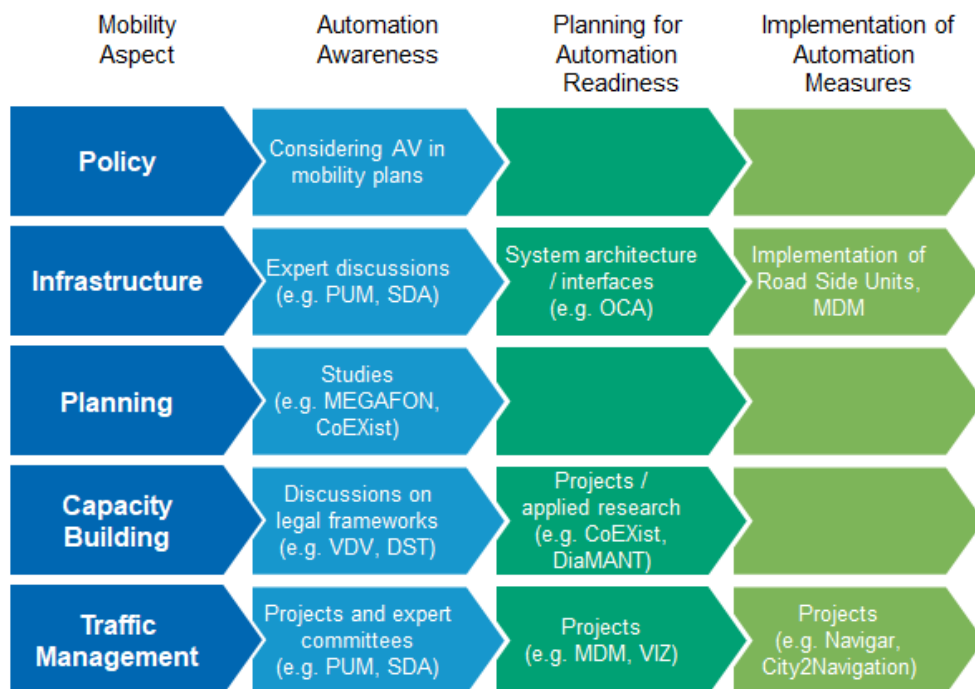 Mobility
Aspect
Automation
Awareness
Planning for
Automation
Readiness
Implementation of
Automation
Measures
Policy
Considering AV in
mobility plans
Infrastructure
Expert discussions
(e.g. PUM, SDA)
System architecture
/ interfaces
(e.g. OCA)
Implementation of
Road Side Units,
MDM
Planning
Studies
(e.g. MEGAFON,
CoEXist)
Capacity
Building
Discussions on
legal frameworks
(e.g. VDV, DST)
Projects /
applied research
(e.g. CoEXist,
DiaMANT)
Traffic
Management
Projects and expert
committees
(e.g. PUM, SDA)
Projects
(e.g. MDM, VIZ)
Projects
(e.g. Navigar,
City2Navigation)